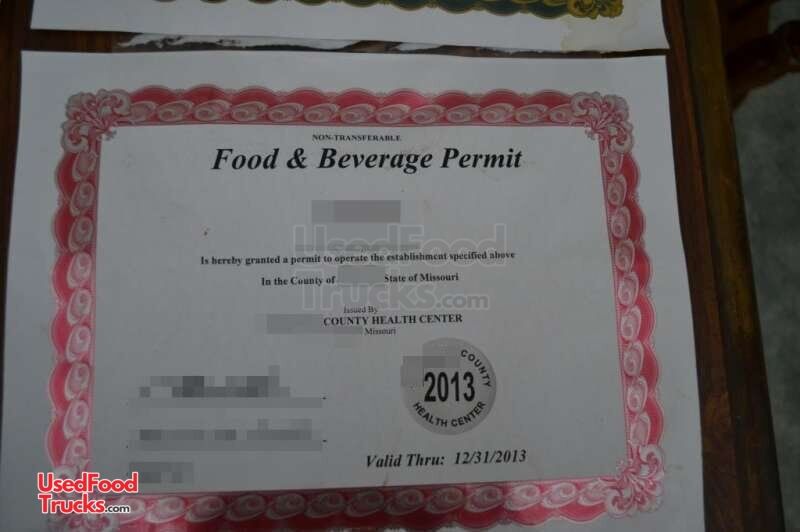 NON-TRANSFERABLE
Food & Beverage Permit
UsedFood
Trucks.com
Is hereby granted a permit to operate the establishment specified above
In the County of State of Missouri
Issued By
COUNTY HEALTH CENTER
Missouri
COUNTY
2013
HEALTH CENTER
Valid Thru: 12/31/2013
UsedFood
Trucks.com